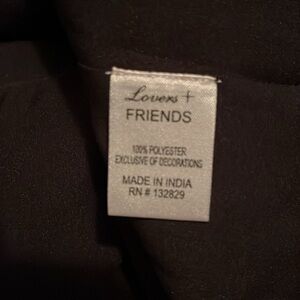 Lovers +
FRIENDS
100% POLYESTER
EXCLUSIVE OF DECORATIONS
MADE IN INDIA
RN # 132829